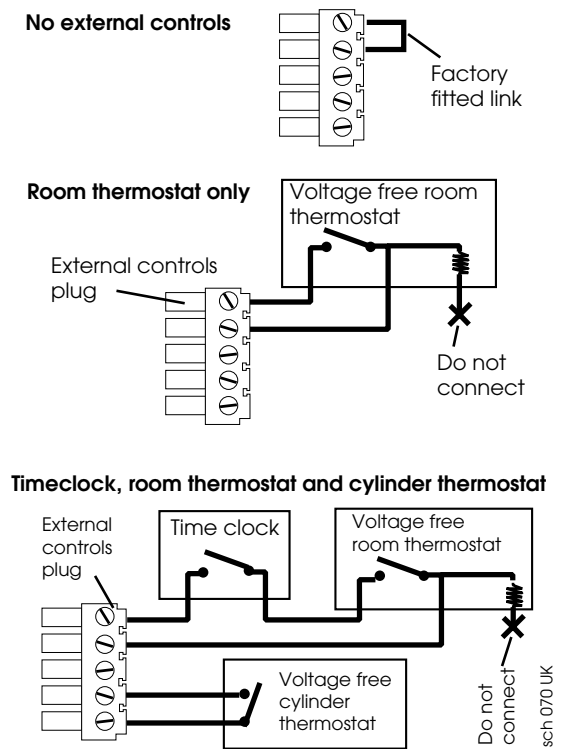 No external controls
Factory
fitted link
Room thermostat only
Voltage free room
thermostat
External controls
plug
Do not
connect
Timeclock, room thermostat and cylinder thermostat
External
controls
plug
Time clock
Voltage free
room thermostat
Voltage free
cylinder
thermostat
Do not
connect
sch 070 UK